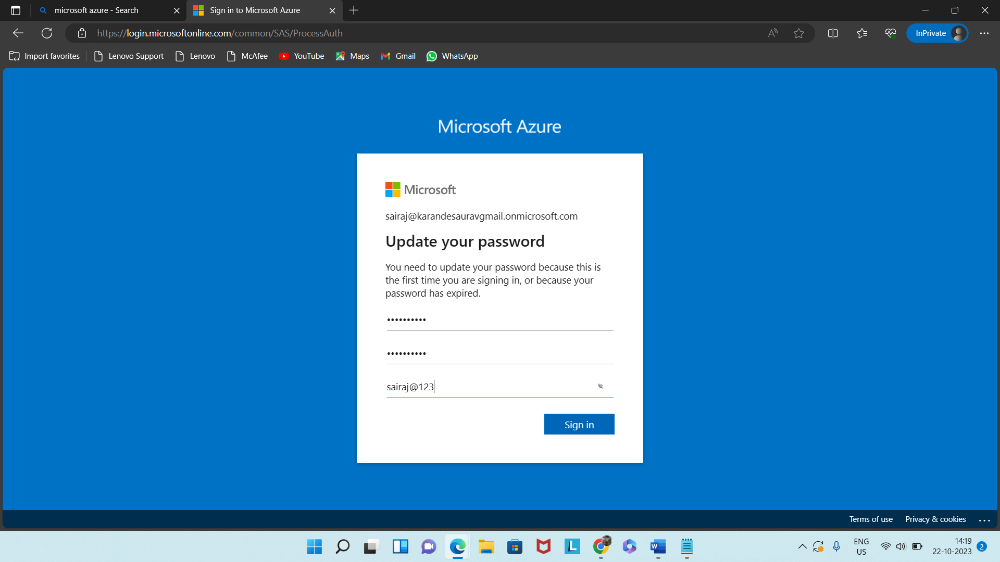 microsoft azure - Search
Sign in to Microsoft Azure
https://login.microsoftonline.com/common/SAS/ProcessAuth
InPrivate
Import favorites
Lenovo Support
Lenovo
McAfee
YouTube
Maps
Gmail
WhatsApp
Microsoft Azure
Microsoft
sairaj@karandesauravgmail.onmicrosoft.com
Update your password
You need to update your password because this is
the first time you are signing in, or because your
password has expired.
••••••••••
••••••••••
sairaj@123
Sign in
Terms of use
Privacy & cookies
ENG
US
14:19
22-10-2023
2